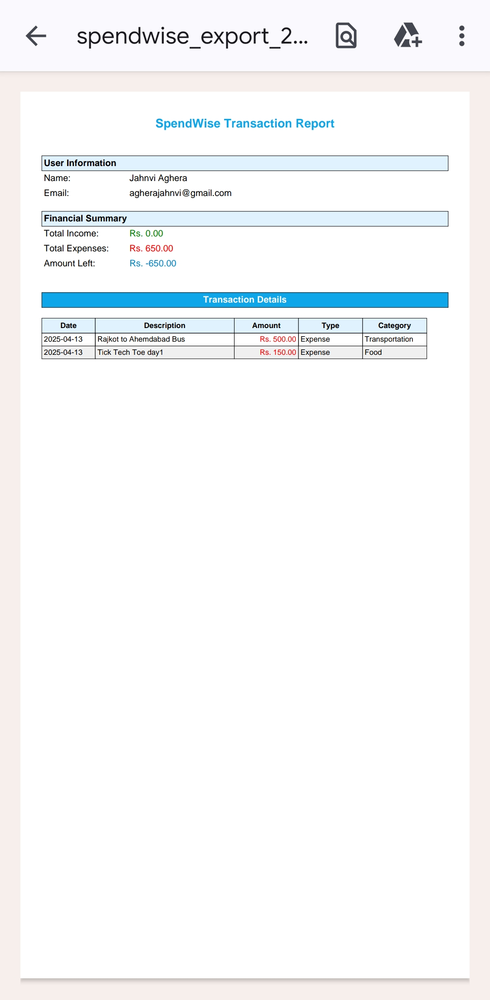 spendwise_export_2...
SpendWise Transaction Report
User Information
Name: Jahnvi Aghera
Email: agherajahnvi@gmail.com
Financial Summary
Total Income: Rs. 0.00
Total Expenses: Rs. 650.00
Amount Left: Rs. -650.00
Transaction Details
Date Description Amount Type Category
2025-04-13 Rajkot to Ahemdabad Bus Rs. 500.00 Expense Transportation
2025-04-13 Tick Tech Toe day1 Rs. 150.00 Expense Food